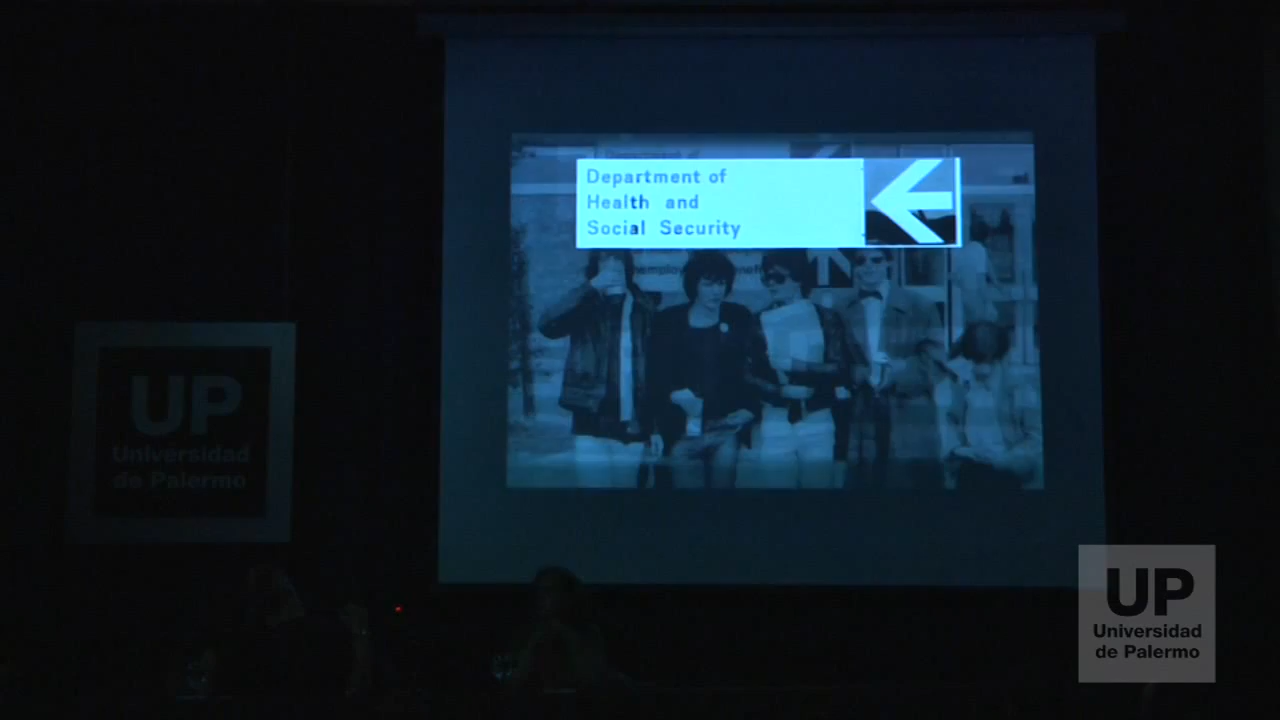 Department of
Health and
Social Security
UP
Universidad
de Palermo
UP
Universidad
de Palermo